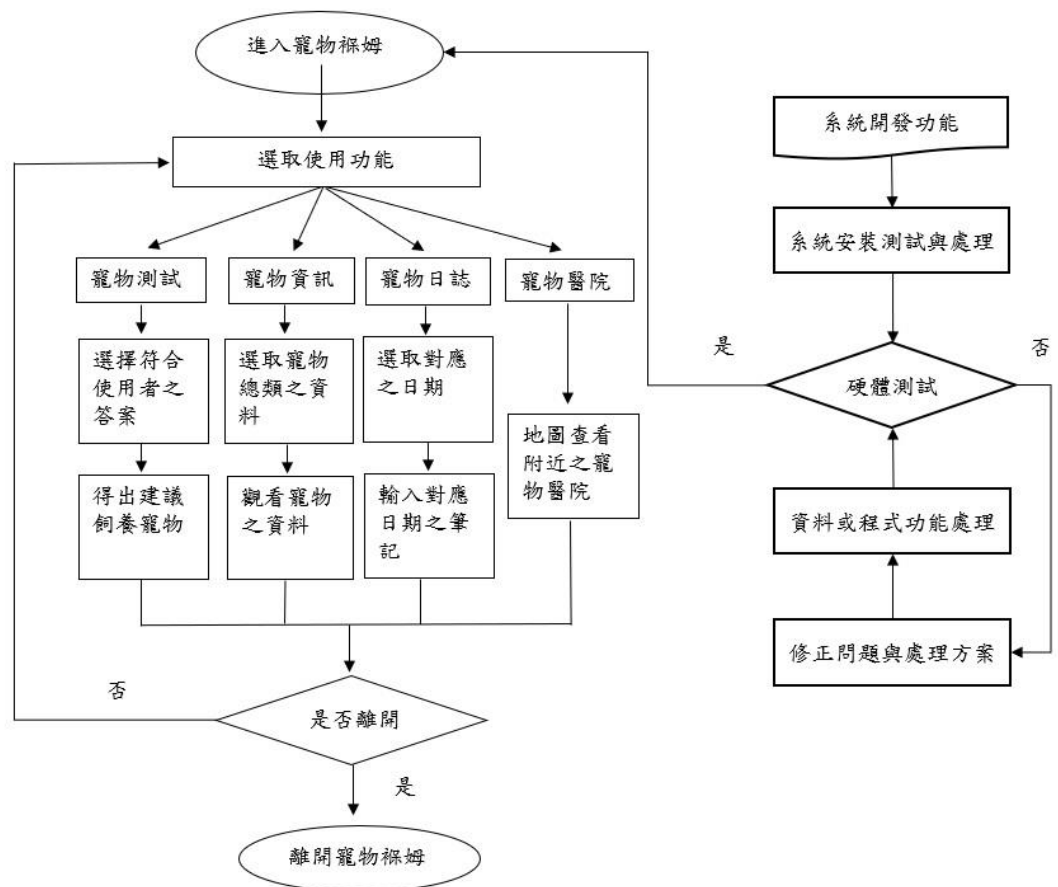 進入寵物褓姆
選取使用功能
寵物測試
寵物資訊
寵物日誌
寵物醫院
選擇符合
使用者之
答案
選取寵物
總類之資
料
選取對應
之日期
地圖查看
附近之寵
物醫院
得出建議
飼養寵物
觀看寵物
之資料
輸入對應
日期之筆
記
是否離開
否
是
離開寵物褓姆
系統開發功能
系統安裝測試與處理
硬體測試
是
否
資料或程式功能處理
修正問題與處理方案